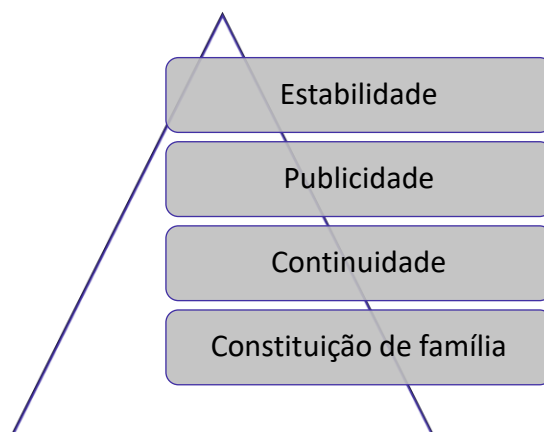 Estabilidade
Publicidade
Continuidade
Constituição de família